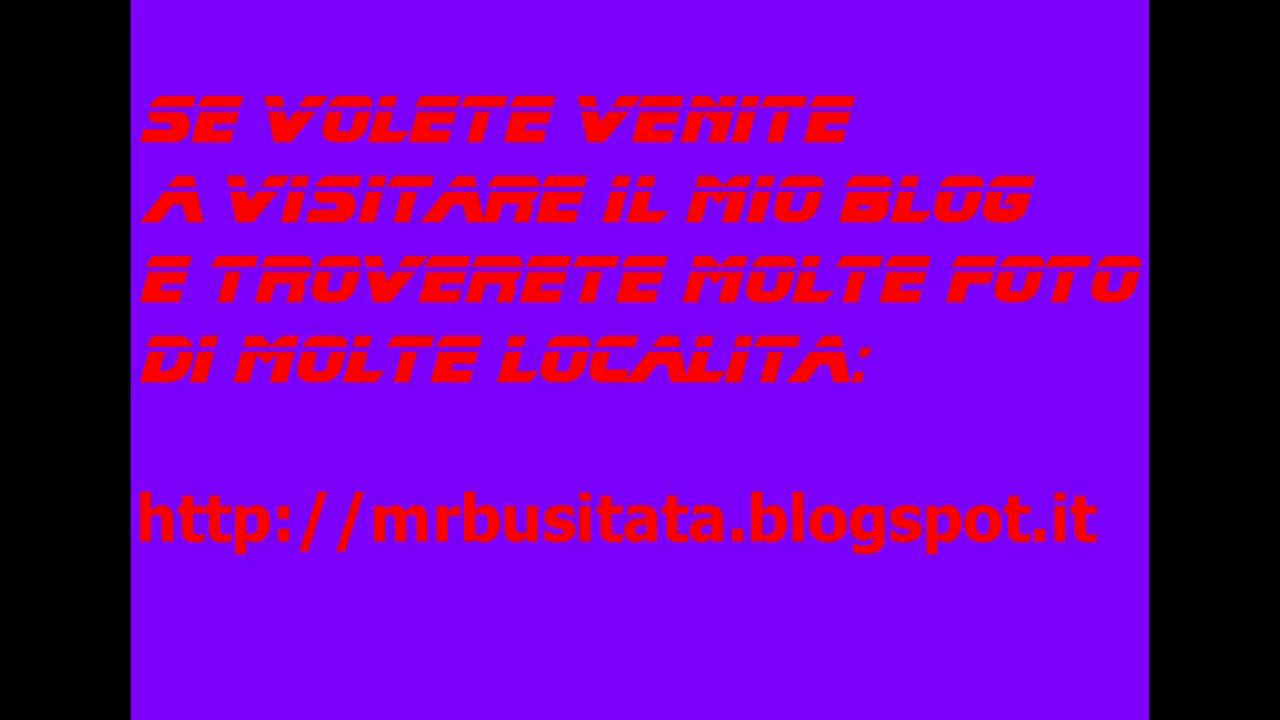 SE VOLETE VENITE
A VISITARE IL MIO BLOG
E TROVERETE MOLTE FOTO
DI MOLTE LOCALITA:
http://mrbusitata.blogspot.it